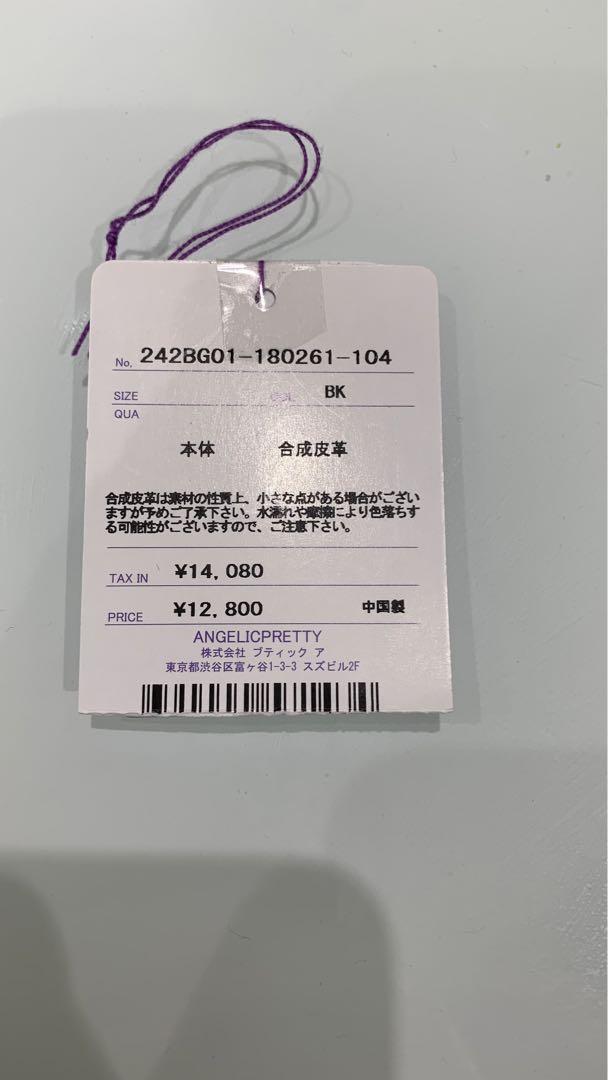 No. 242BG01-180261-104
SIZE COL BK
QUA
本体 合成皮革
合成皮革は素材の性質上、小さな点がある場合がござい
ますが予めご了承下さい。水濡れや摩擦により色落ちす
る可能性がございますので、ご注意下さい。
TAX IN ¥14,080
PRICE ¥12,800 中国製
ANGELICPRETTY
株式会社 ブティック ア
東京都渋谷区富ヶ谷1-3-3 スズビル2F